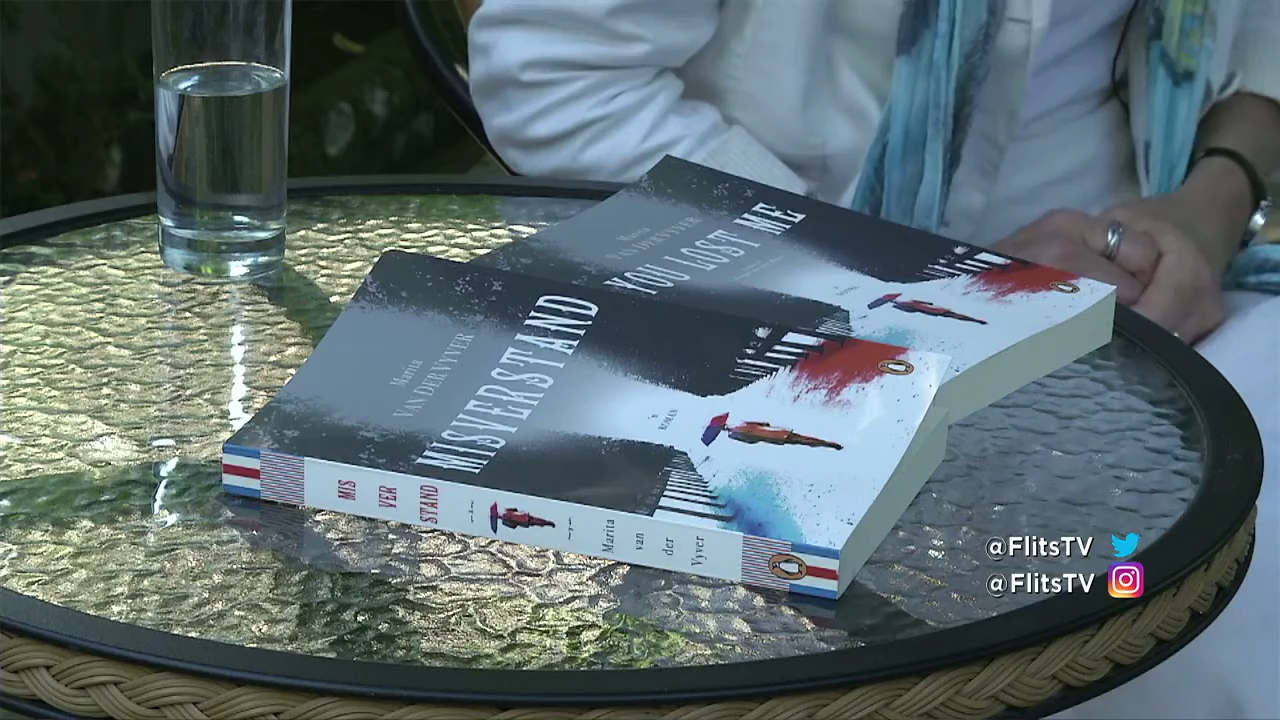 Marita
VAN DER VYVER
YOU LOST ME
Marita
VAN DER VYVER
MISVERSTAND
'N
ROMAN
MIS
VER
STAND
Marita
van
der
Vyver
@FlitsTV
@FlitsTV